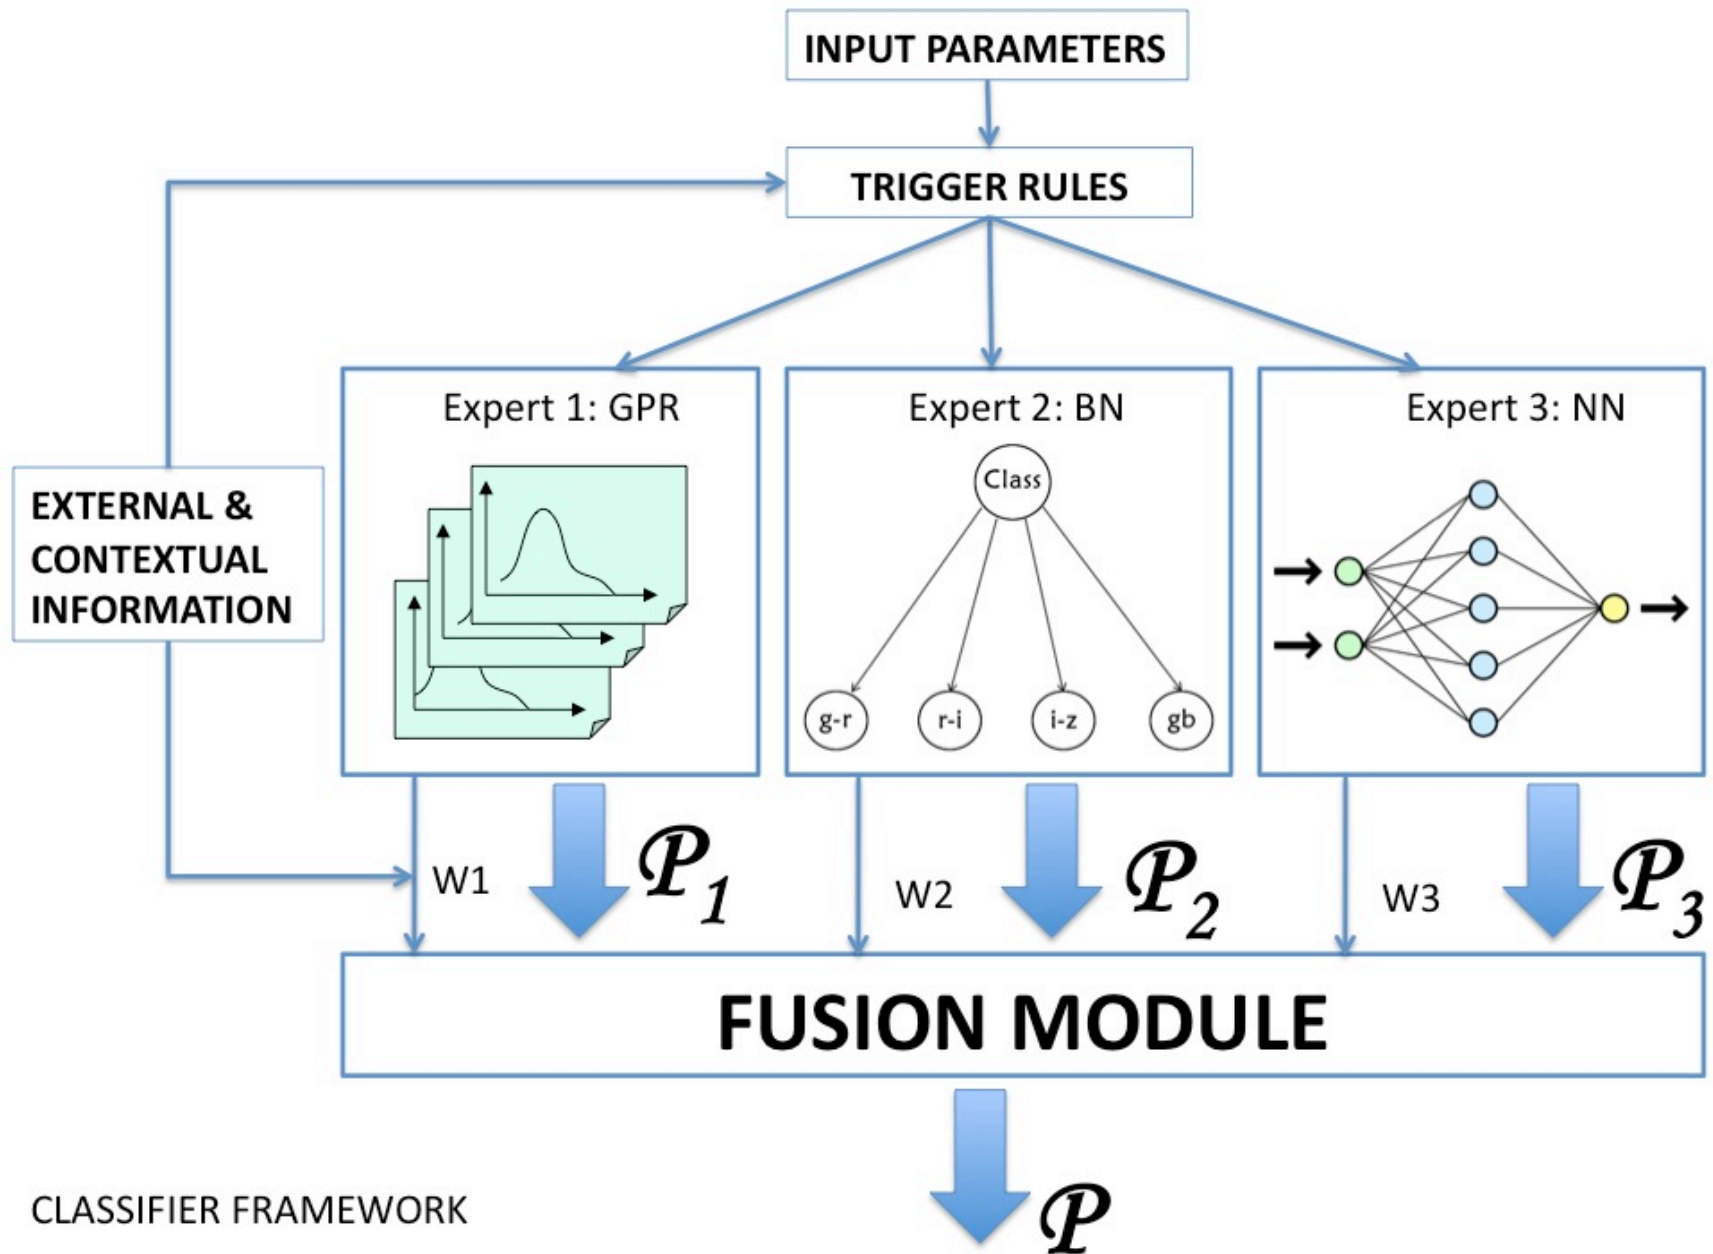 INPUT PARAMETERS
TRIGGER RULES
Expert 1: GPR
Expert 2: BN
Expert 3: NN
Class
g-r
r-i
i-z
gb
EXTERNAL &
CONTEXTUAL
INFORMATION
W1
P1
W2
P2
W3
P3
FUSION MODULE
P
CLASSIFIER FRAMEWORK